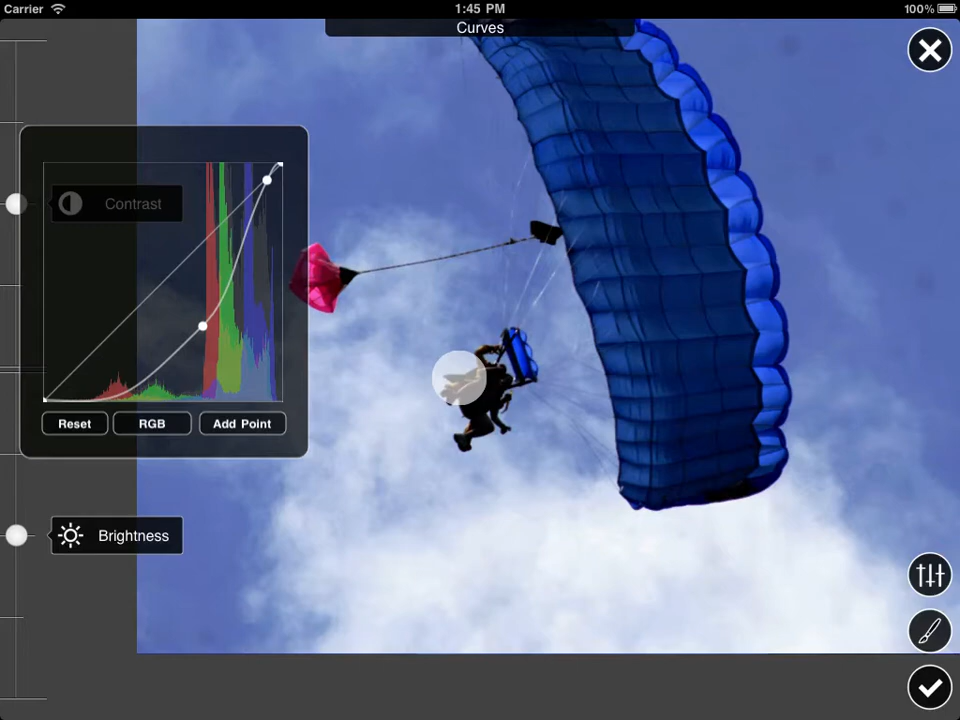 Carrier 1:45 PM 100%
Curves
Contrast
Reset RGB Add Point
Brightness